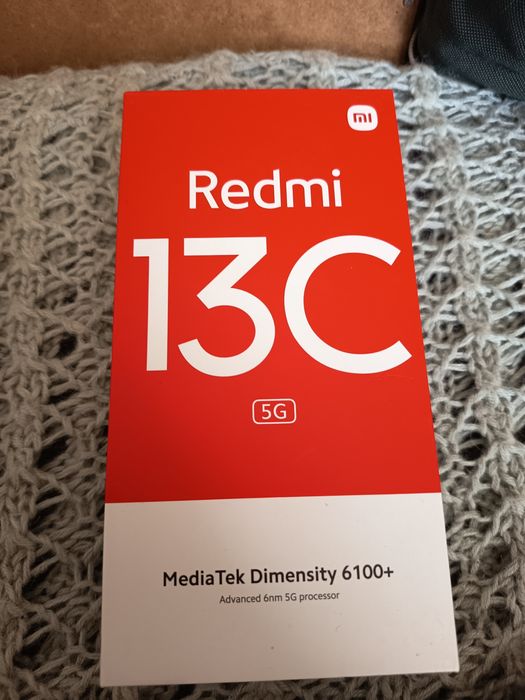 mi
Redmi
13C
5G
MediaTek Dimensity 6100+
Advanced 6nm 5G processor